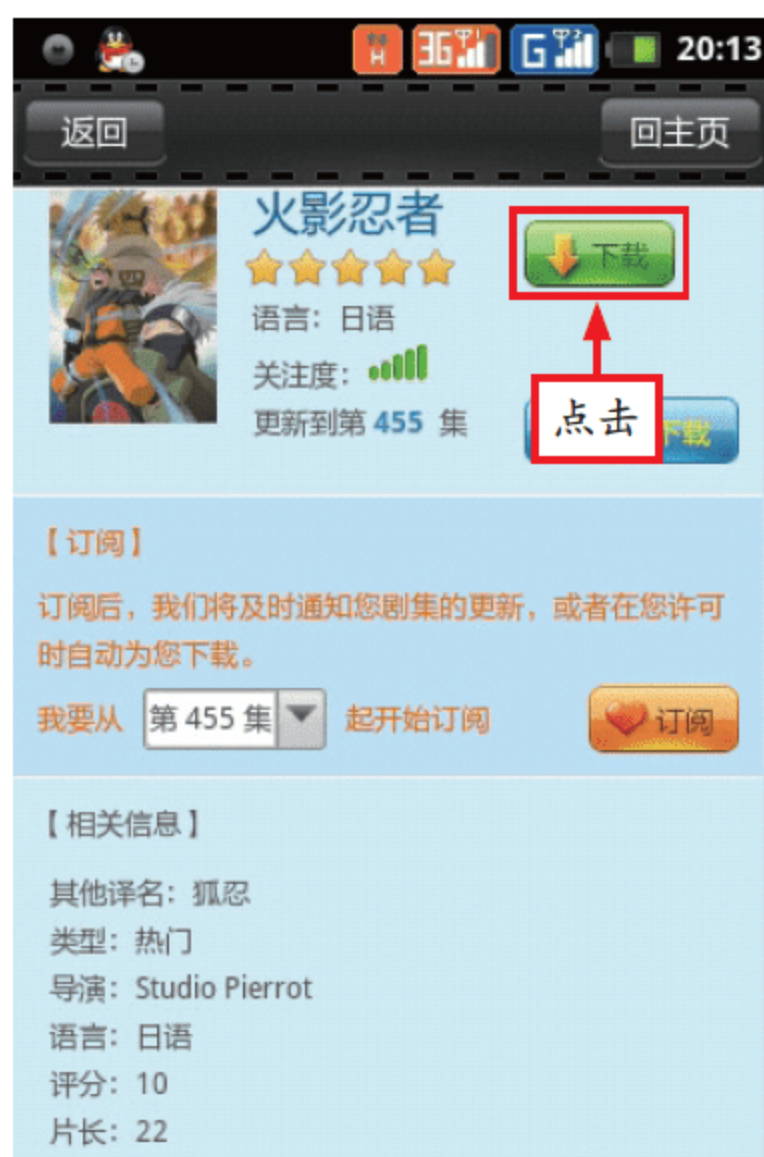 H 3G 1 G 2 20:13
返回 回主页
火影忍者
下载
语言：日语
关注度：
点击
更新到第 455 集
下载
【订阅】
订阅后，我们将及时通知您剧集的更新，或者在您许可
时自动为您下载。
我要从 第 455 集 起开始订阅 订阅
【相关信息】
其他译名：狐忍
类型：热门
导演：Studio Pierrot
语言：日语
评分：10
片长：22